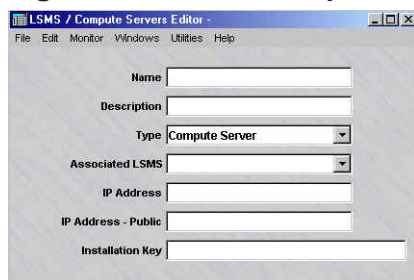 LSMS / Compute Servers Editor -
File Edit Monitor Windows Utilities Help
Name
Description
Type Compute Server
Associated LSMS
IP Address
IP Address - Public
Installation Key